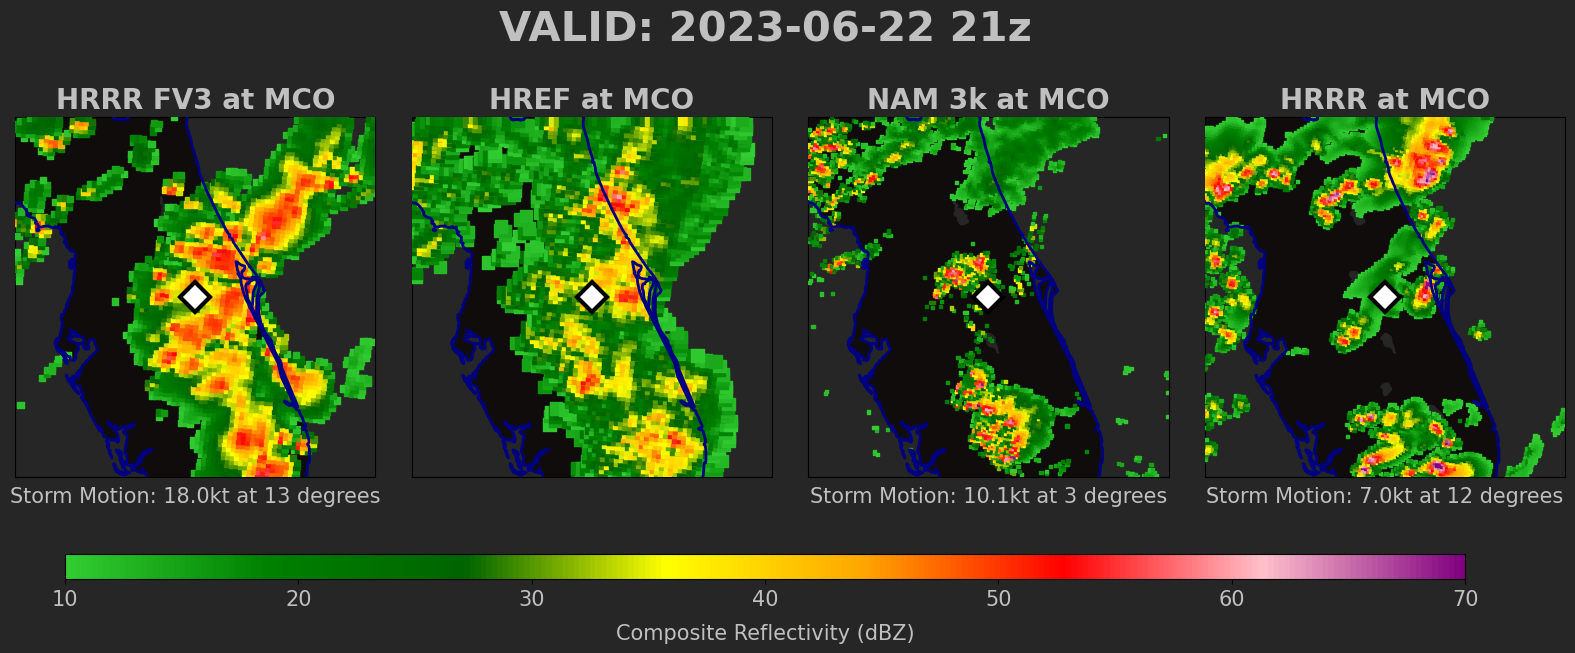 VALID: 2023-06-22 21z
HRRR FV3 at MCO
HREF at MCO
NAM 3k at MCO
HRRR at MCO
Storm Motion: 18.0kt at 13 degrees
Storm Motion: 10.1kt at 3 degrees
Storm Motion: 7.0kt at 12 degrees
10 20 30 40 50 60 70
Composite Reflectivity (dBZ)